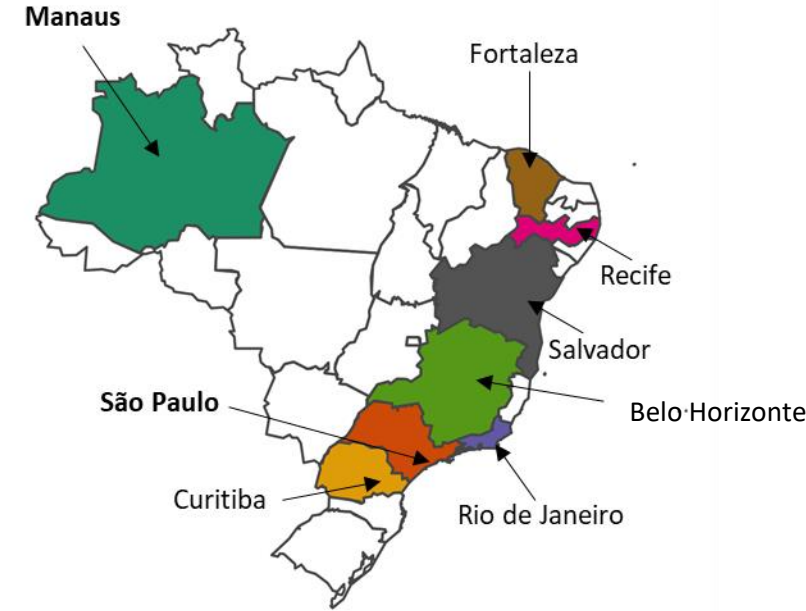 Manaus
Fortaleza
Recife
Salvador
São Paulo
Belo Horizonte
Curitiba
Rio de Janeiro